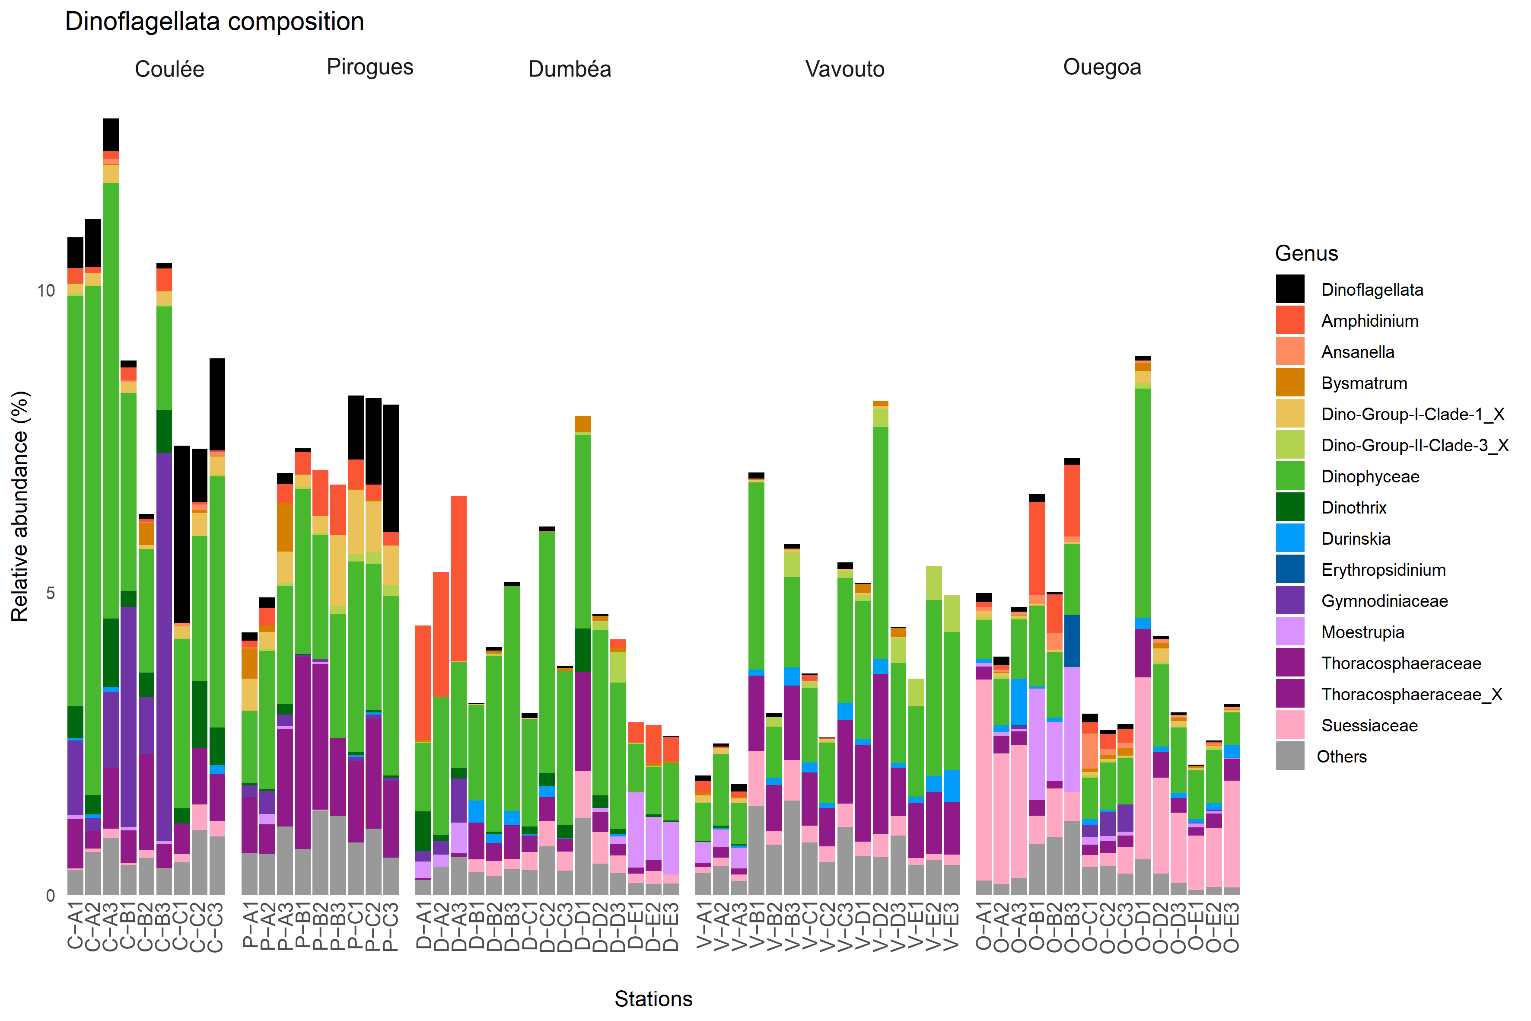 Dinoflagellata composition
Coulée
Pirogues
Dumbéa
Vavouto
Ouegoa
Relative abundance (%)
10
5
0
C−A1
C−A2
C−A3
C−B1
C−B2
C−B3
C−C1
C−C2
C−C3
P−A1
P−A2
P−A3
P−B1
P−B2
P−B3
P−C1
P−C2
P−C3
D−A1
D−A2
D−A3
D−B1
D−B2
D−B3
D−C1
D−C2
D−C3
D−D1
D−D2
D−D3
D−E1
D−E2
D−E3
V−A1
V−A2
V−A3
V−B1
V−B2
V−B3
V−C1
V−C2
V−C3
V−D1
V−D2
V−D3
V−E1
V−E2
V−E3
O−A1
O−A2
O−A3
O−B1
O−B2
O−B3
O−C1
O−C2
O−C3
O−D1
O−D2
O−D3
O−E1
O−E2
O−E3
Stations
Genus
Dinoflagellata
Amphidinium
Ansanella
Bysmatrum
Dino-Group-I-Clade-1_X
Dino-Group-II-Clade-3_X
Dinophyceae
Dinothrix
Durinskia
Erythropsidinium
Gymnodiniaceae
Moestrupia
Thoracosphaeraceae
Thoracosphaeraceae_X
Suessiaceae
Others